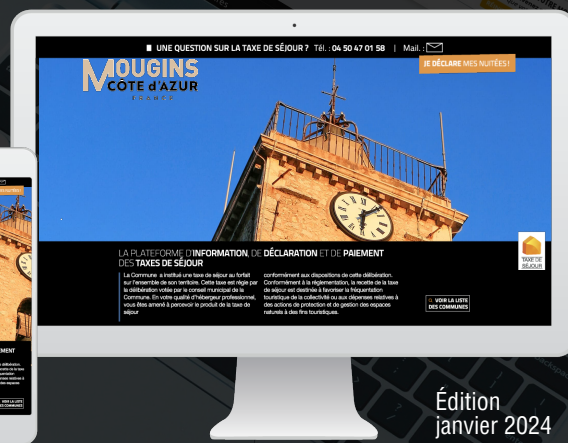 UNE QUESTION SUR LA TAXE DE SÉJOUR ? Tél. : 04 50 47 01 58 | Mail. :
JE DÉCLARE MES NUITÉES !
MOUGINS
CÔTE d'AZUR
FRANCE
LA PLATEFORME D'INFORMATION, DE DÉCLARATION ET DE PAIEMENT
DES TAXES DE SÉJOUR
La Commune a institué une taxe de séjour au forfait
sur l'ensemble de son territoire. Cette taxe est régie par
la délibération votée par le conseil municipal de la
Commune. En votre qualité d'hébergeur professionnel,
vous êtes amené à percevoir le produit de la taxe de
séjour
conformément aux dispositions de cette délibération.
Conformément à la réglementation, la recette de la taxe
de séjour est destinée à favoriser la fréquentation
touristique de la collectivité ou aux dépenses relatives à
des actions de protection et de gestion des espaces
naturels à des fins touristiques.
TAXE DE
SÉJOUR
VOIR LA LISTE
DES COMMUNES
Édition
janvier 2024